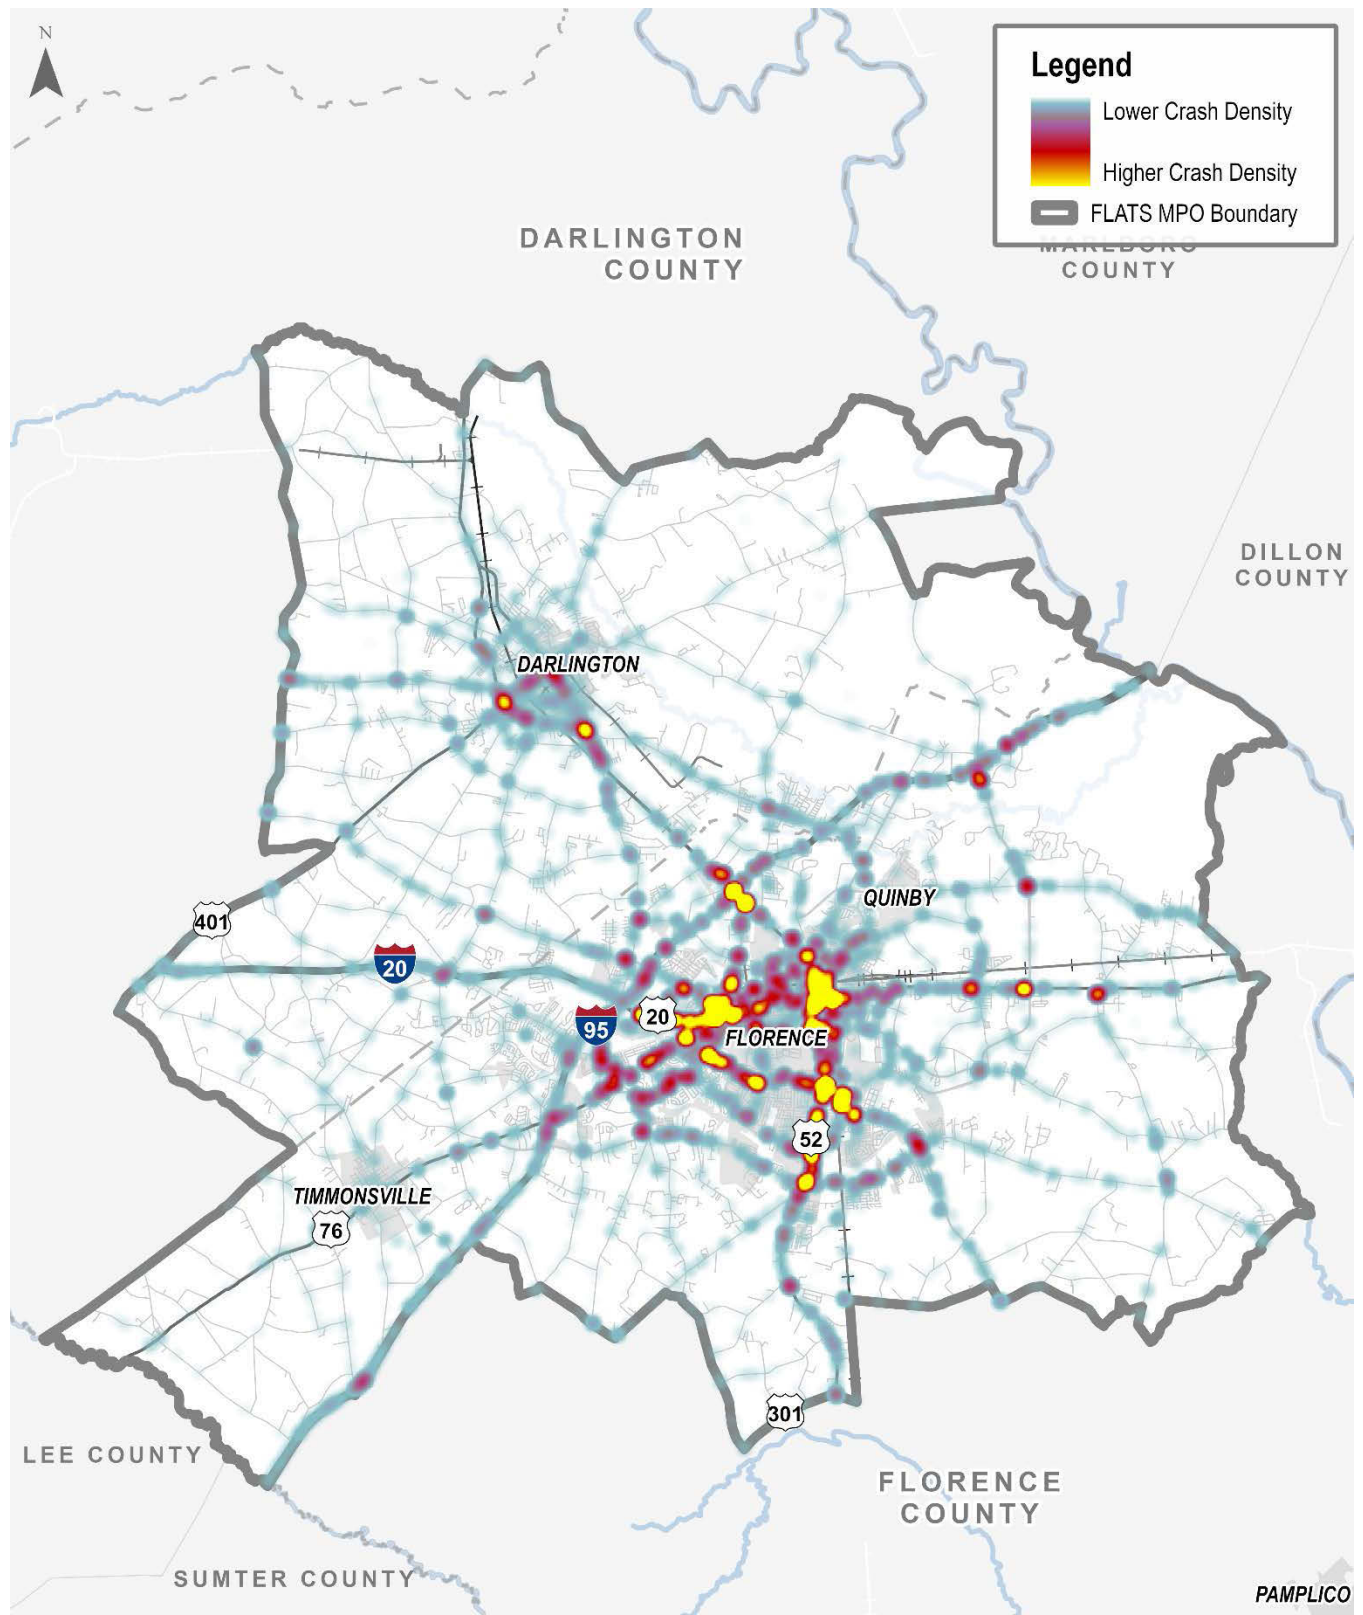 N
Legend
Lower Crash Density
Higher Crash Density
FLATS MPO Boundary
DARLINGTON
COUNTY
MARLBORO
COUNTY
DILLON
COUNTY
DARLINGTON
QUINBY
401
20
20
95
FLORENCE
52
TIMMONSVILLE
76
301
LEE COUNTY
FLORENCE
COUNTY
SUMTER COUNTY
PAMPLICO